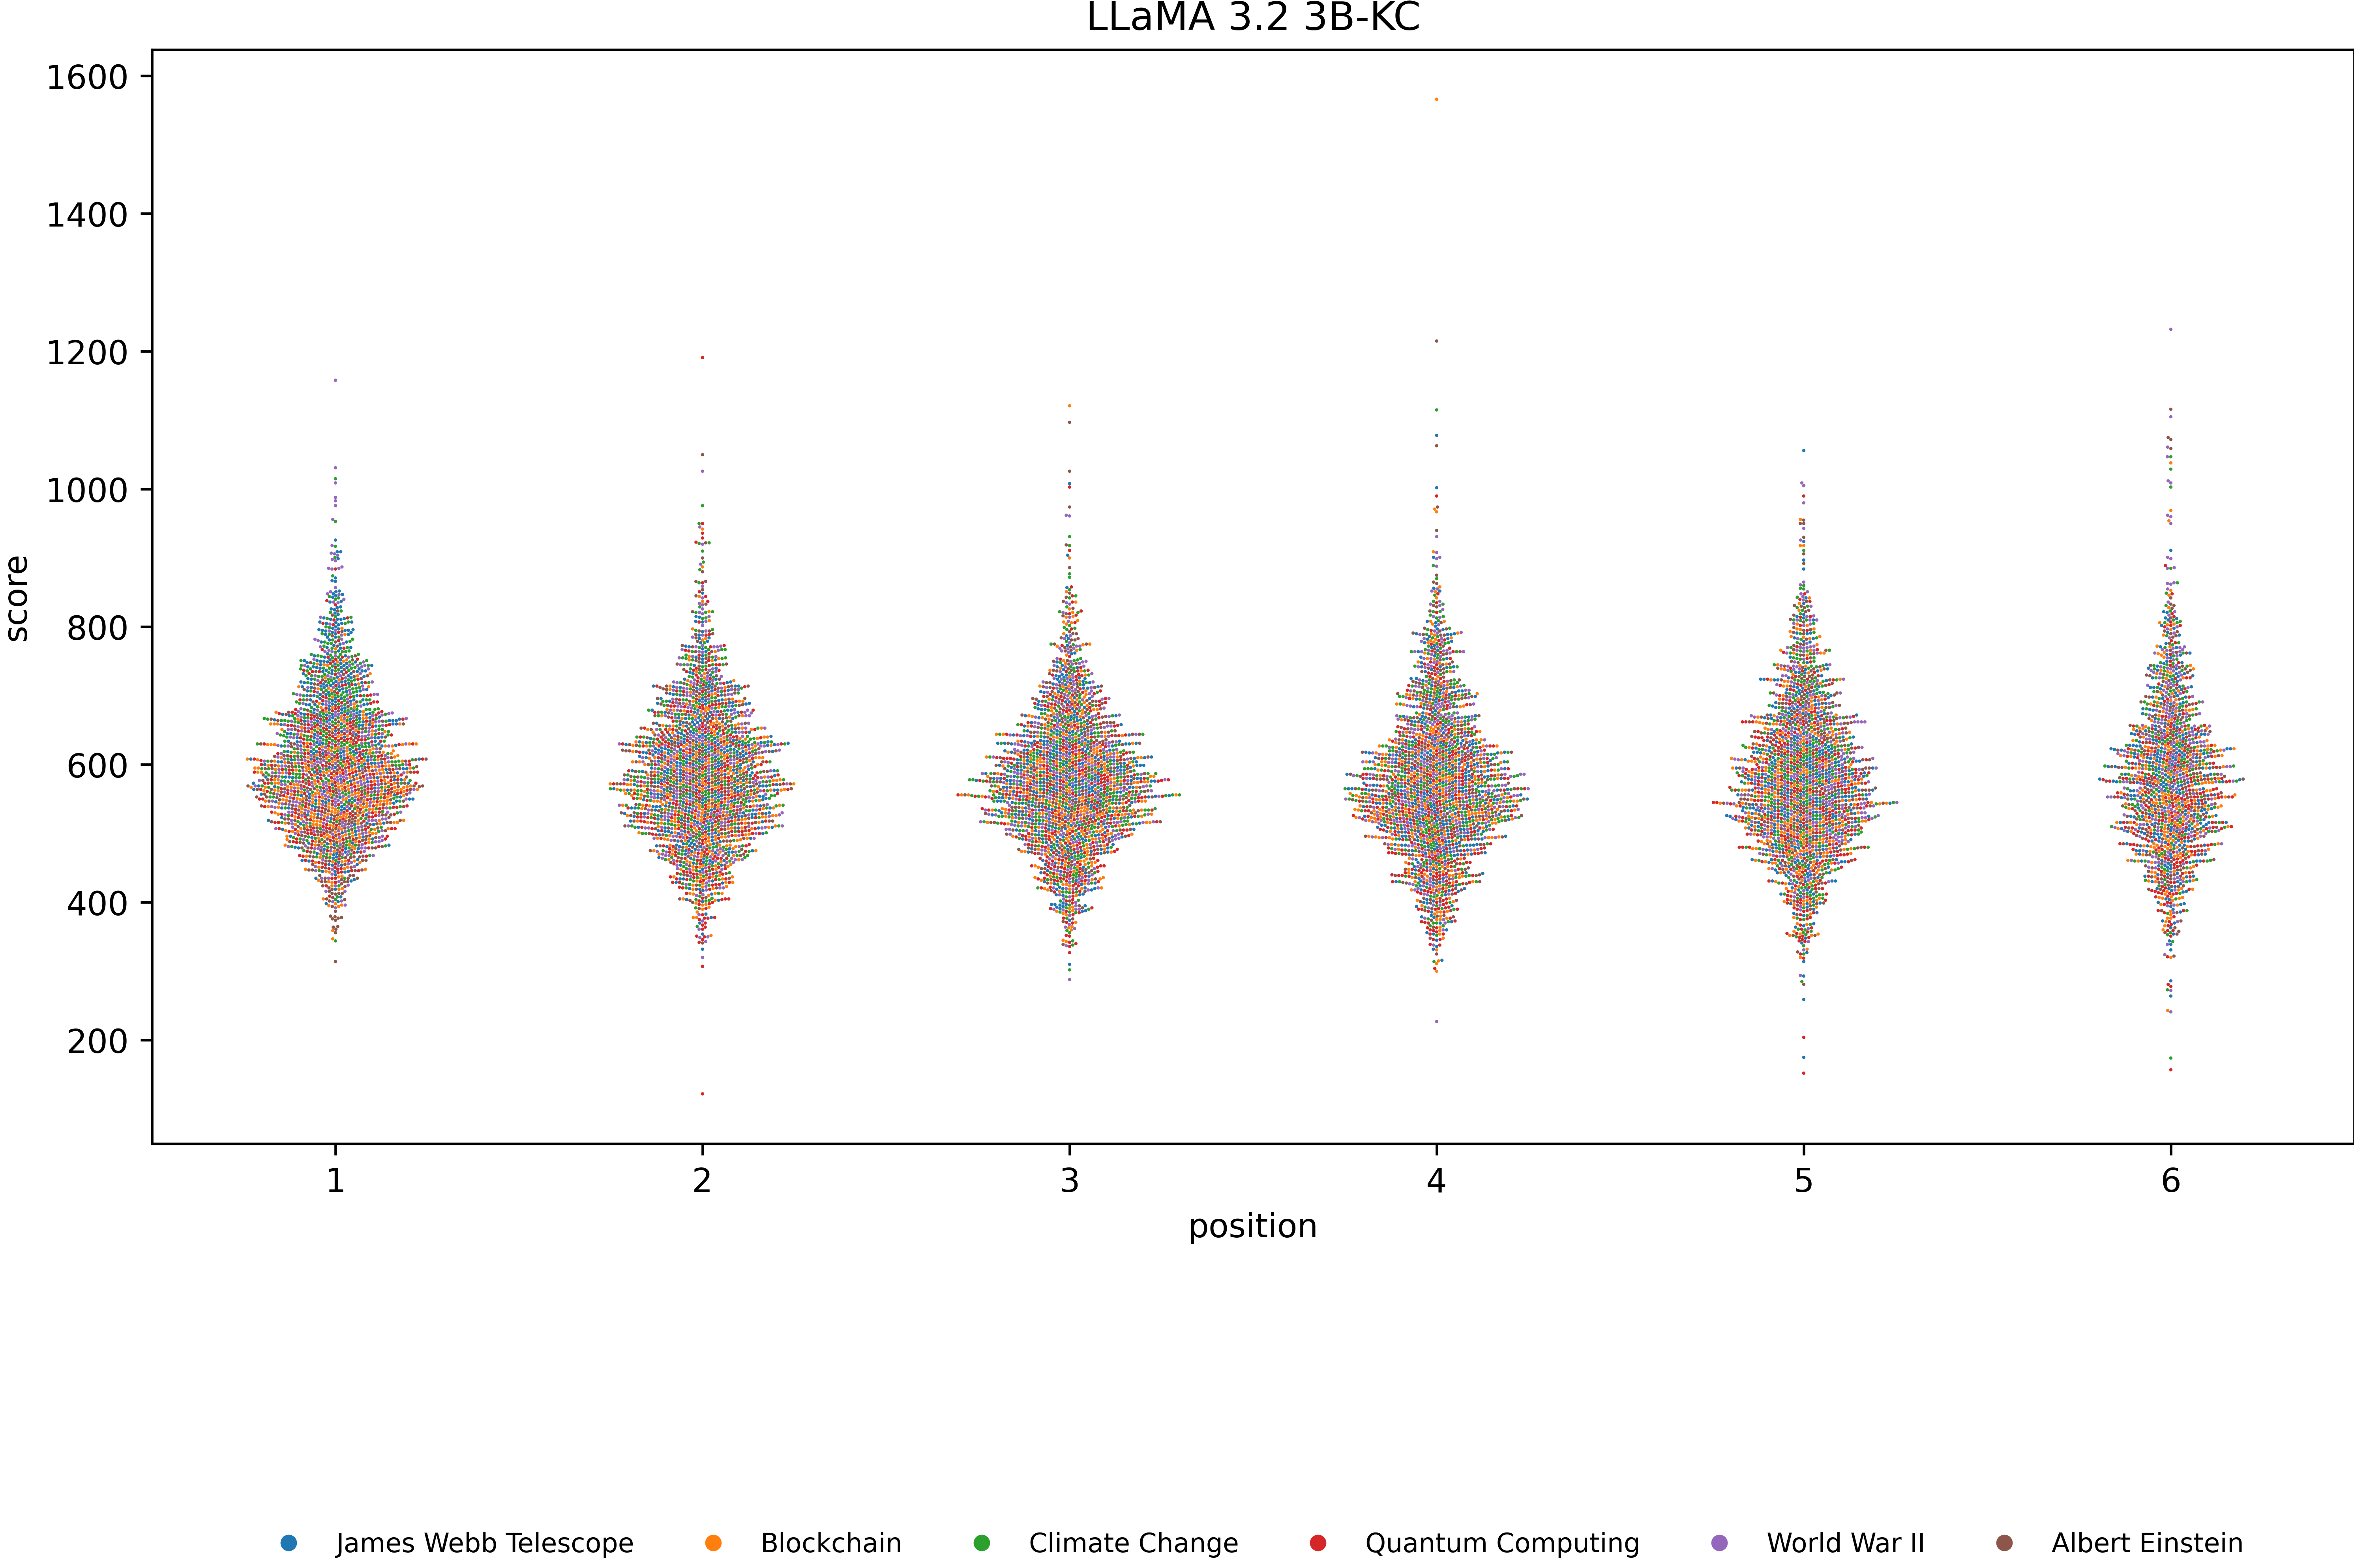 LLaMA 3.2 3B-KC
1600
1400
1200
1000
800
600
400
200
score
1 2 3 4 5 6
position
James Webb Telescope Blockchain Climate Change Quantum Computing World War II Albert Einstein